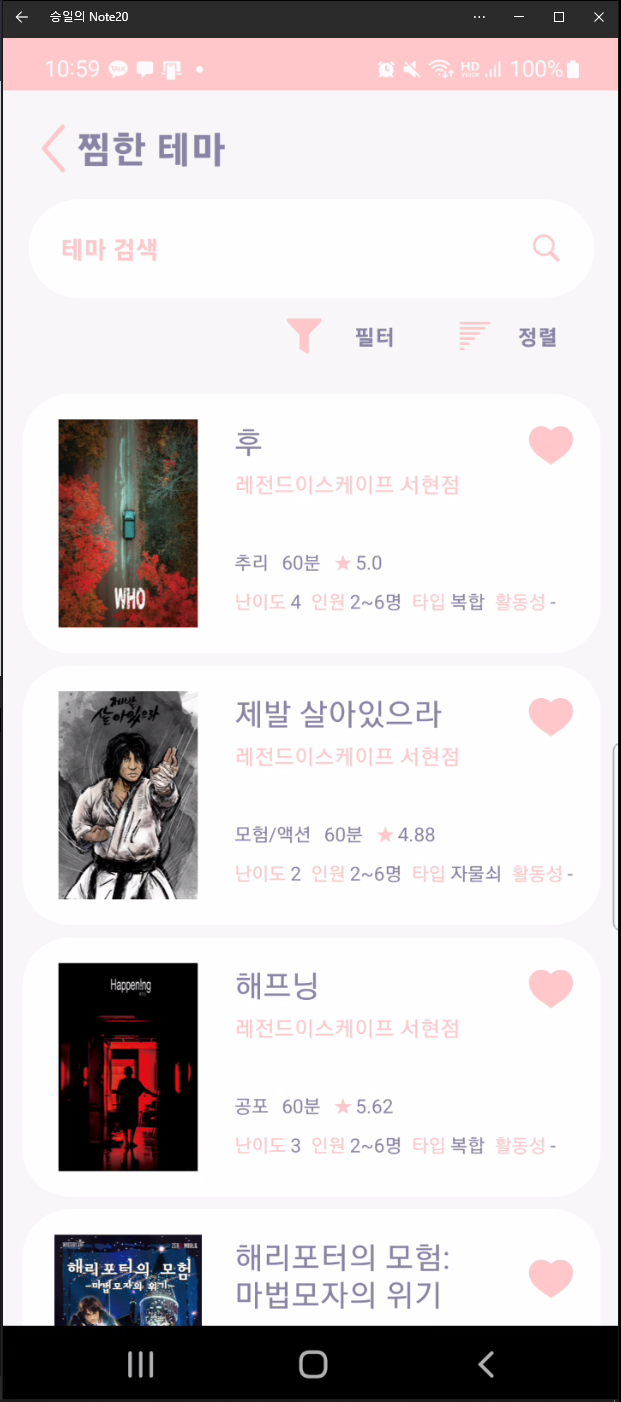 승일의 Note20
10:59 HD VOICE 100%
찜한 테마
테마 검색
필터 정렬
WHO
후
레전드이스케이프 서현점
추리 60분 ★ 5.0
난이도 4 인원 2~6명 타입 복합 활동성 -
제발
살아있으라
제발 살아있으라
레전드이스케이프 서현점
모험/액션 60분 ★ 4.88
난이도 2 인원 2~6명 타입 자물쇠 활동성 -
Happen!ng
해프닝
레전드이스케이프 서현점
공포 60분 ★ 5.62
난이도 3 인원 2~6명 타입 복합 활동성 -
해리포터의 모험
-마법모자의 위기-
해리포터의 모험:
마법모자의 위기